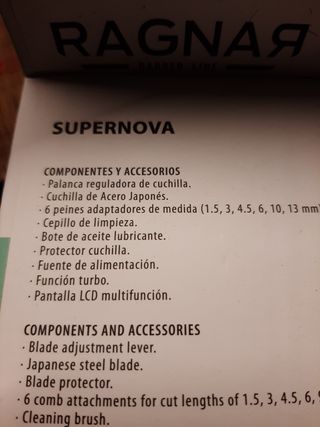 RAGNAR
BARBER LINE
SUPERNOVA
COMPONENTES Y ACCESORIOS
· Palanca reguladora de cuchilla.
· Cuchilla de Acero Japonés.
· 6 peines adaptadores de medida (1.5, 3, 4.5, 6, 10, 13 mm
· Cepillo de limpieza.
· Bote de aceite lubricante.
· Protector cuchilla.
· Fuente de alimentación.
· Función turbo.
· Pantalla LCD multifunción.
COMPONENTS AND ACCESSORIES
· Blade adjustment lever.
· Japanese steel blade.
· Blade protector.
· 6 comb attachments for cut lengths of 1.5, 3, 4.5, 6,
· Cleaning brush.